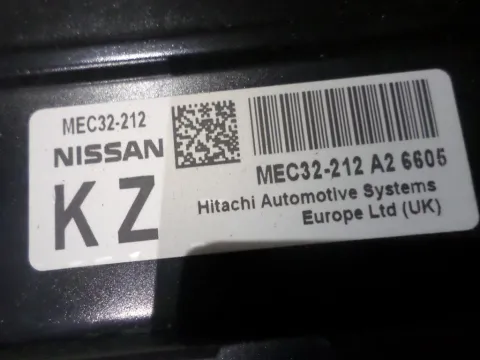 MEC32-212
NISSAN
KZ
MEC32-212 A2 6605
Hitachi Automotive Systems
Europe Ltd (UK)